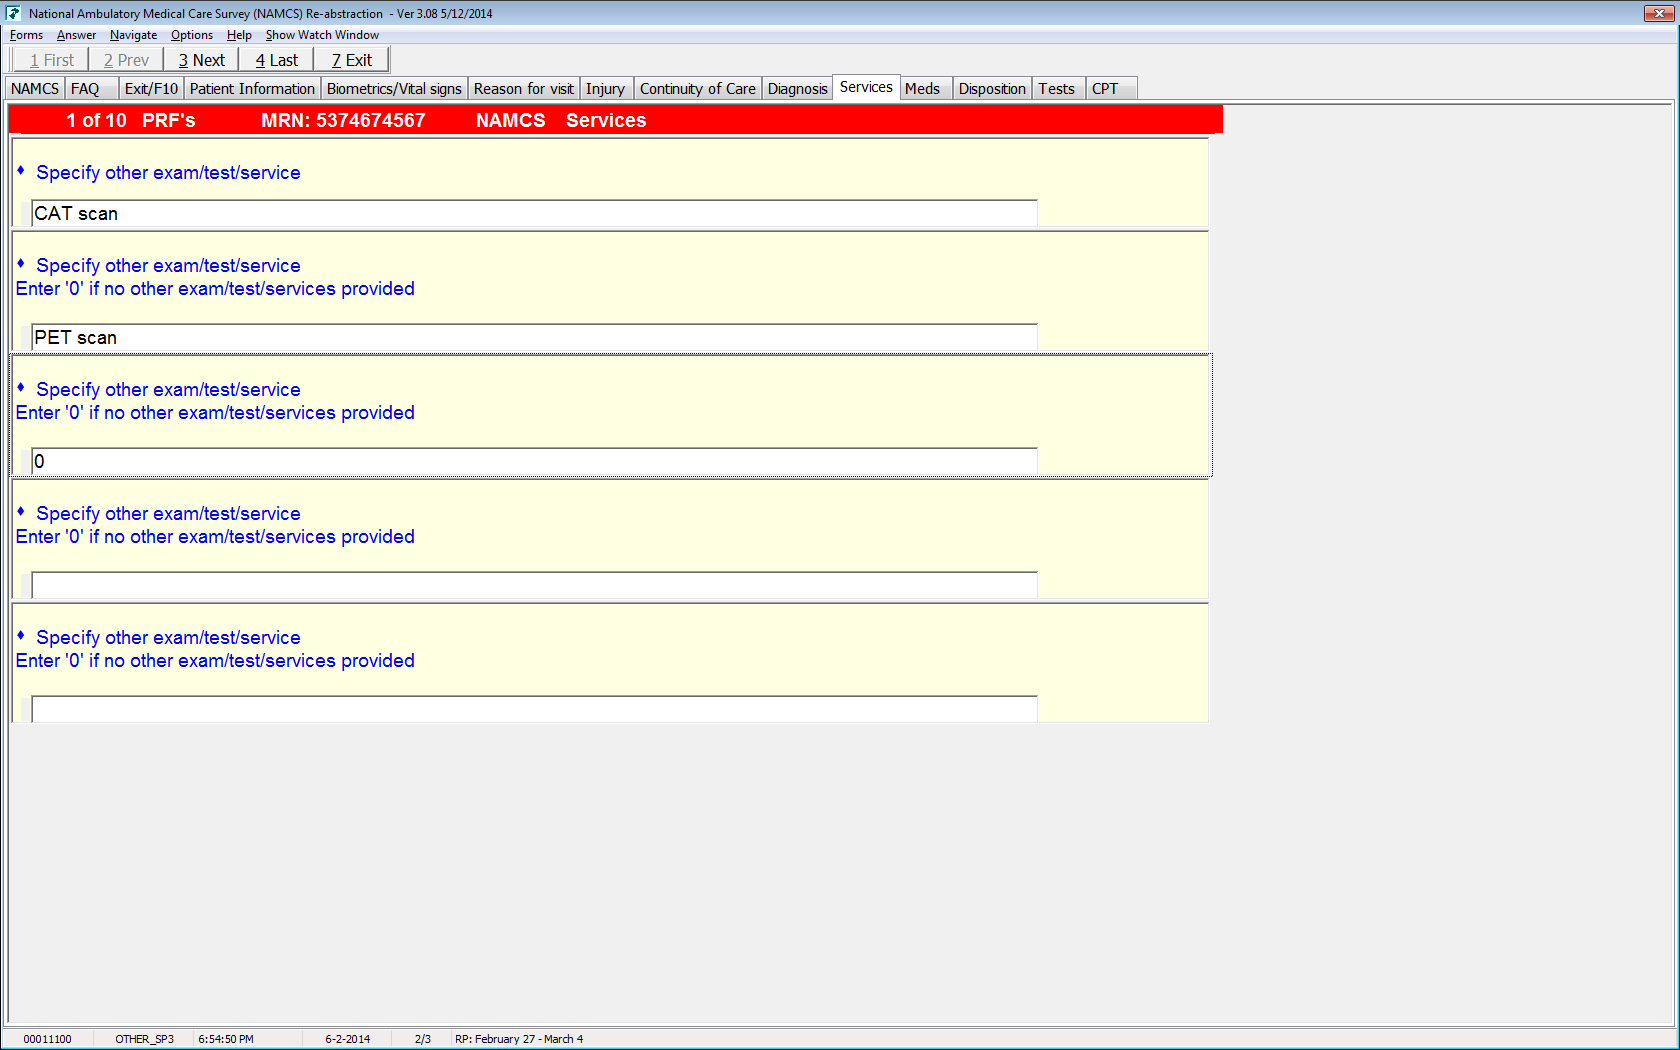 National Ambulatory Medical Care Survey (NAMCS) Re-abstraction - Ver 3.08 5/12/2014
Forms Answer Navigate Options Help Show Watch Window
1 First 2 Prev 3 Next 4 Last 7 Exit
NAMCS FAQ Exit/F10 Patient Information Biometrics/Vital signs Reason for visit Injury Continuity of Care Diagnosis Services Meds Disposition Tests CPT
1 of 10 PRF's MRN: 5374674567 NAMCS Services
♦ Specify other exam/test/service
CAT scan
♦ Specify other exam/test/service
Enter '0' if no other exam/test/services provided
PET scan
♦ Specify other exam/test/service
Enter '0' if no other exam/test/services provided
0
♦ Specify other exam/test/service
Enter '0' if no other exam/test/services provided
♦ Specify other exam/test/service
Enter '0' if no other exam/test/services provided
00011100 OTHER_SP3 6:54:50 PM 6-2-2014 2/3 RP: February 27 - March 4